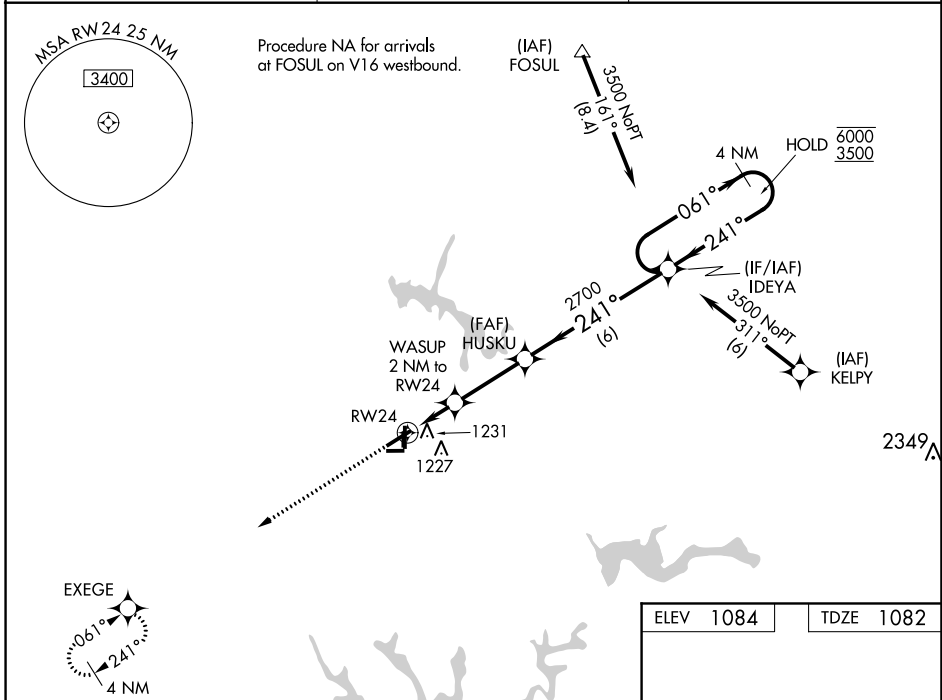 MSA RW24 25 NM
3400
Procedure NA for arrivals
at FOSUL on V16 westbound.
(IAF)
FOSUL
3500 NoPT
161°
(8.4)
4 NM
HOLD 6000
3500
061°
241°
(IF/IAF)
IDEYA
2700
241°
(6)
3500 NoPT
311°
(6)
(IAF)
KELPY
(FAF)
HUSKU
WASUP
2 NM to
RW24
RW24
1231
1227
2349
EXEGE
061°
241°
4 NM
ELEV 1084
TDZE 1082